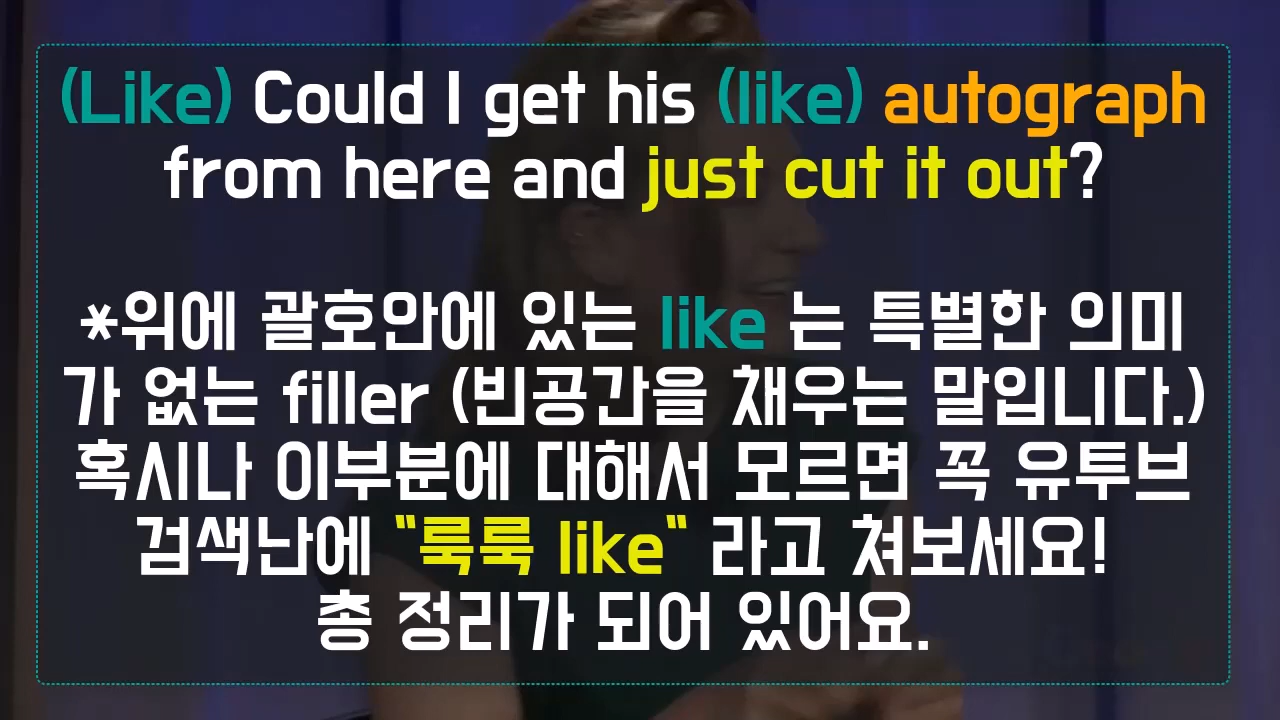 (Like) Could I get his (like) autograph
from here and just cut it out?
*위에 괄호안에 있는 like 는 특별한 의미
가 없는 filler (빈공간을 채우는 말입니다.)
혹시나 이부분에 대해서 모르면 꼭 유투브
검색난에 "룩룩 like" 라고 쳐보세요!
총 정리가 되어 있어요.